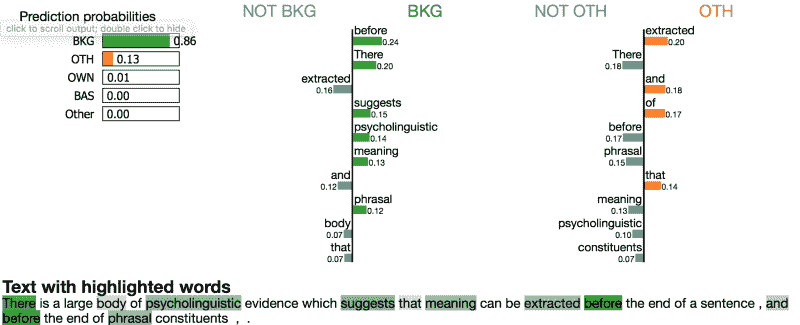 NOT BKG BKG NOT OTH OTH
Prediction probabilities
click to scroll output; double click to hide
BKG 0.86
OTH 0.13
OWN 0.01
BAS 0.00
Other 0.00
before
0.24
There
0.20
extracted
0.16
suggests
0.15
psycholinguistic
0.14
meaning
0.13
and
0.12
phrasal
0.12
body
0.07
that
0.07
extracted
0.20
There
0.18
and
0.18
of
0.17
before
0.17
phrasal
0.15
that
0.14
meaning
0.13
psycholinguistic
0.10
constituents
0.07
Text with highlighted words
There is a large body of psycholinguistic evidence which suggests that meaning can be extracted before the end of a sentence , and
before the end of phrasal constituents , .